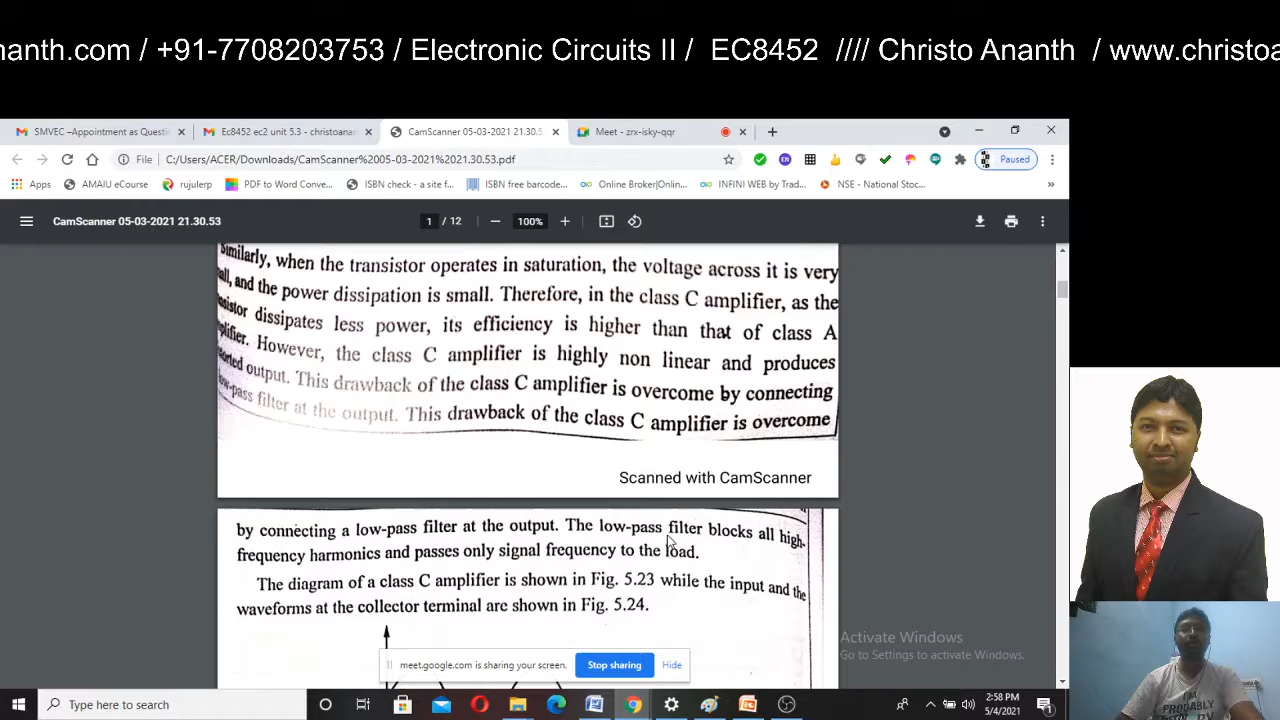 nanth.com / +91-7708203753 / Electronic Circuits II / EC8452 //// Christo Ananth / www.christoa
SMVEC –Appointment as Questi
Ec8452 ec2 unit 5.3 - christoanan
CamScanner 05-03-2021 21.30.5
Meet - zrx-isky-qqr
File C:/Users/ACER/Downloads/CamScanner%2005-03-2021%2021.30.53.pdf
Paused
Apps AMAIU eCourse rujulerp PDF to Word Conve... ISBN check - a site f... ISBN free barcode... Online Broker|Onlin... INFINI WEB by Trad... NSE - National Stoc... »
CamScanner 05-03-2021 21.30.53 1 / 12 100%
Similarly, when the transistor operates in saturation, the voltage across it is very
all, and the power dissipation is small. Therefore, in the class C amplifier, as the
nsistor dissipates less power, its efficiency is higher than that of class A
plifier. However, the class C amplifier is highly non linear and produces
torted output. This drawback of the class C amplifier is overcome by connecting
low-pass filter at the output. This drawback of the class C amplifier is overcome
Scanned with CamScanner
by connecting a low-pass filter at the output. The low-pass filter blocks all high-
frequency harmonics and passes only signal frequency to the load.
The diagram of a class C amplifier is shown in Fig. 5.23 while the input and the
waveforms at the collector terminal are shown in Fig. 5.24.
meet.google.com is sharing your screen. Stop sharing Hide
Activate Windows
Go to Settings to activate Windows.
Type here to search
2:58 PM
5/4/2021
PROBABLY